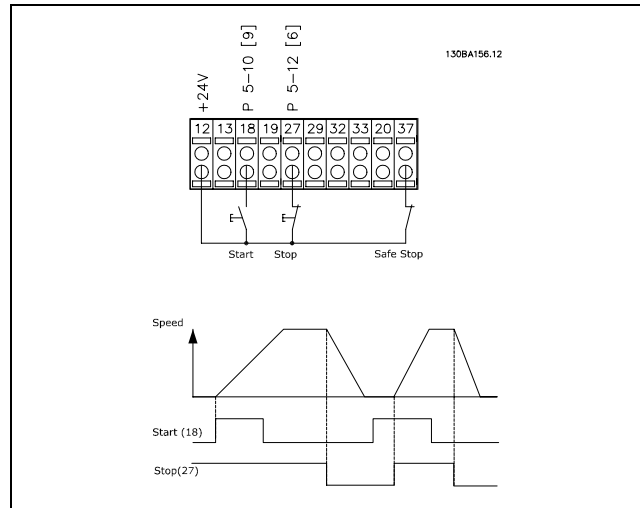 130BA156.12
+24V
P 5-10 [9]
P 5-12 [6]
12 13 18 19 27 29 32 33 20 37
Start Stop Safe Stop
Speed
Start (18)
Stop(27)